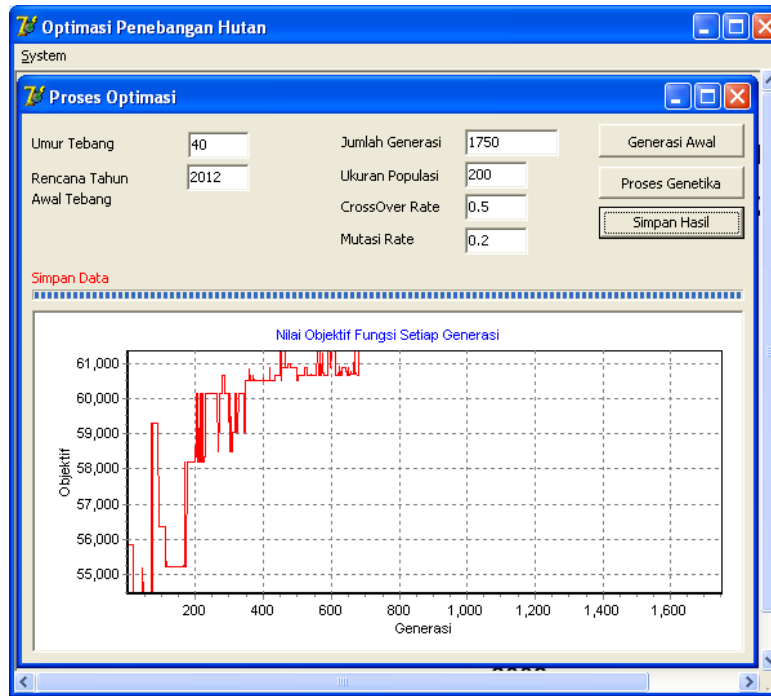 Optimasi Penebangan Hutan
System
Proses Optimasi
Umur Tebang 40
Rencana Tahun Awal Tebang 2012
Jumlah Generasi 1750
Ukuran Populasi 200
CrossOver Rate 0.5
Mutasi Rate 0.2
Generasi Awal
Proses Genetika
Simpan Hasil
Simpan Data
Nilai Objektif Fungsi Setiap Generasi
61,000
60,000
59,000
58,000
57,000
56,000
55,000
Objektif
200 400 600 800 1,000 1,200 1,400 1,600
Generasi